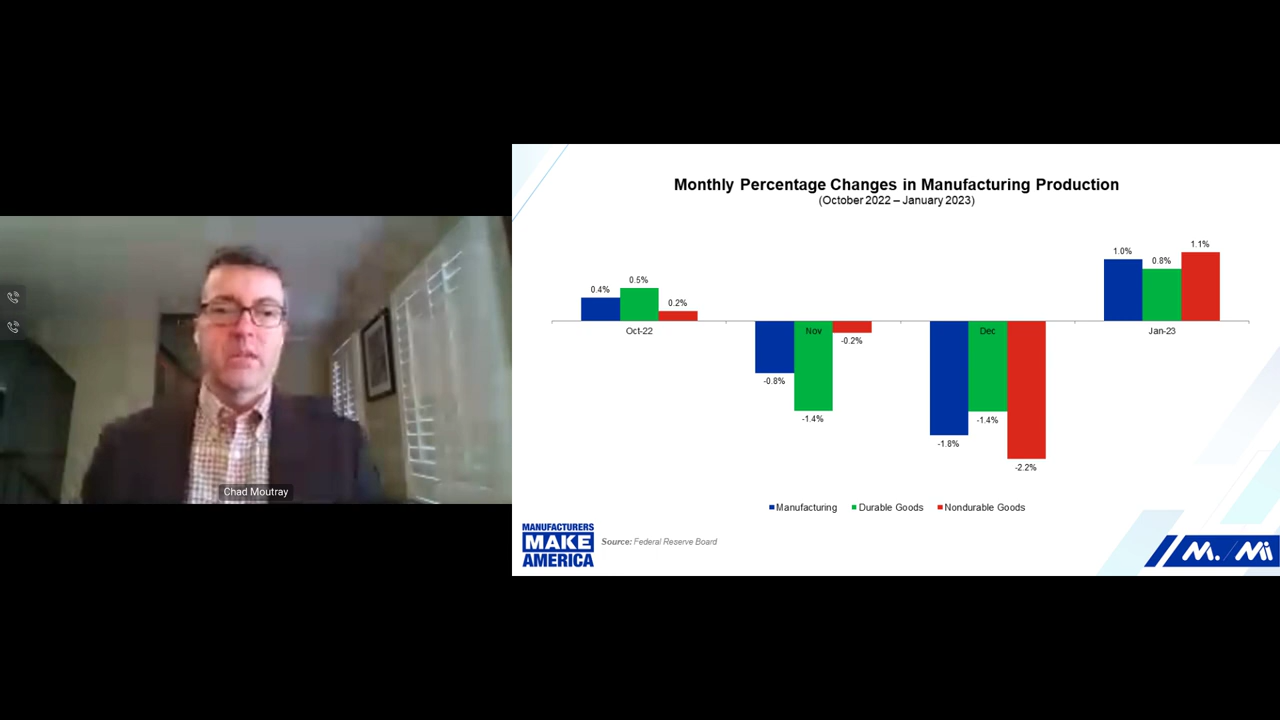 Chad Moutray
Monthly Percentage Changes in Manufacturing Production
(October 2022 – January 2023)
0.4%
0.5%
0.2%
Oct-22
Nov
-0.8%
-1.4%
-0.2%
Dec
-1.8%
-1.4%
-2.2%
1.0%
0.8%
1.1%
Jan-23
Manufacturing Durable Goods Nondurable Goods
MANUFACTURERS
MAKE
AMERICA
Source: Federal Reserve Board